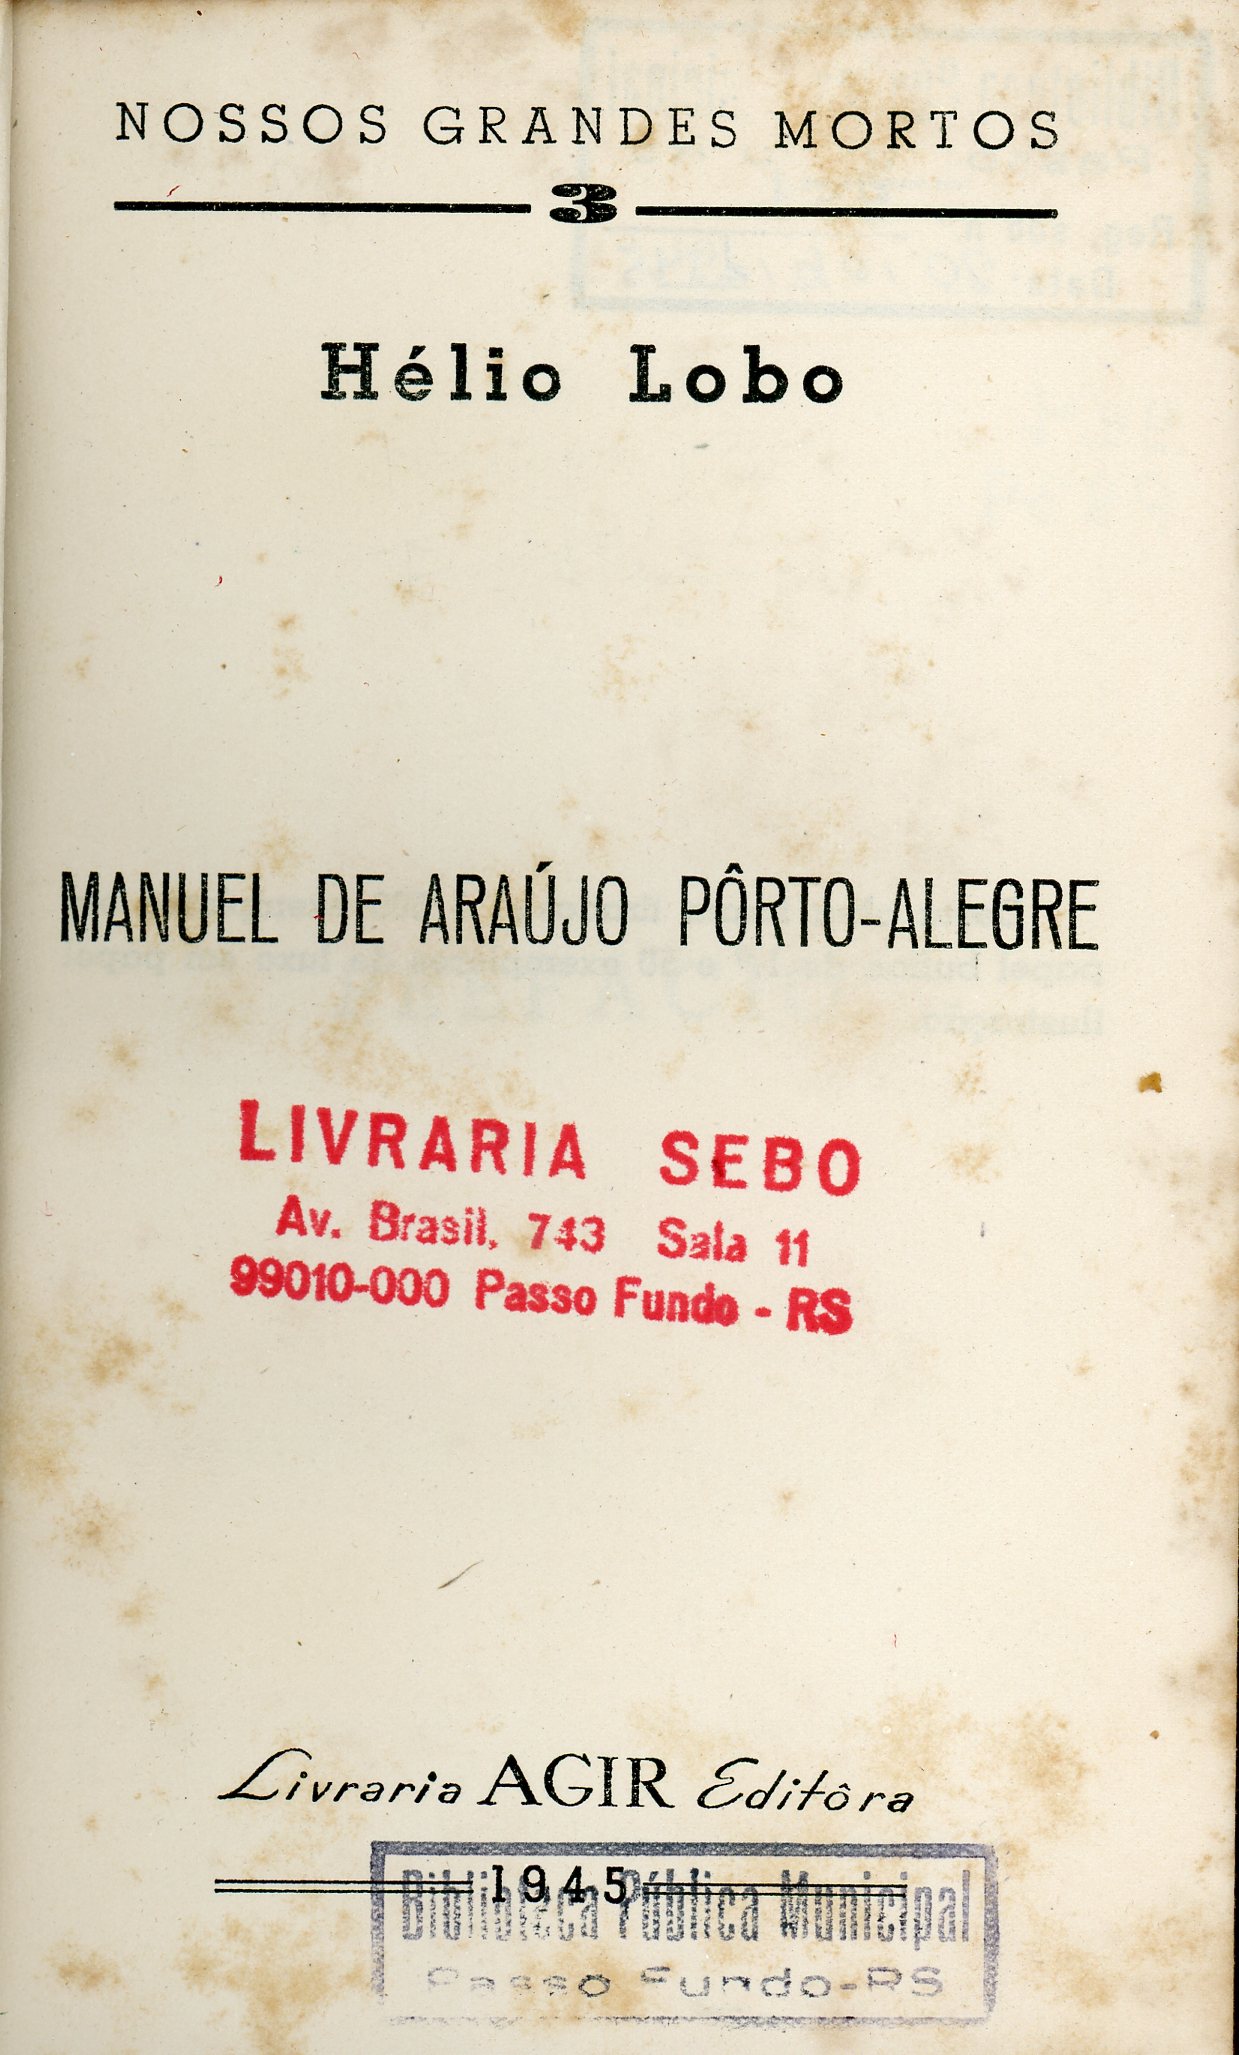 NOSSOS GRANDES MORTOS
3
Hélio Lobo
MANUEL DE ARAÚJO PÔRTO-ALEGRE
LIVRARIA SEBO
Av. Brasil, 743 Sala 11
99010-000 Passo Fundo - RS
Livraria AGIR Editôra
1945
Biblioteca Pública Municipal
Passo Fundo-RS